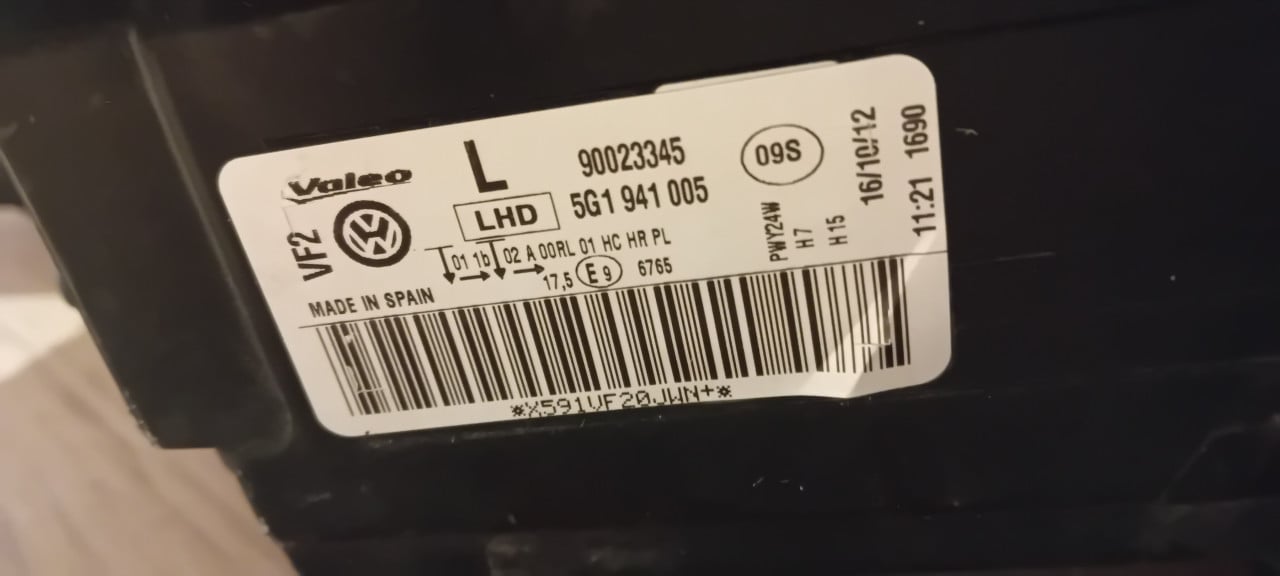 Valeo
VF2
L
LHD
90023345
5G1 941 005
09S
16/10/12
11:21 1690
PWY24W
H7
H15
01 1b 02 A 00RL 01 HC HR PL
17,5 E9 6765
MADE IN SPAIN
*X591VF20JWN+*